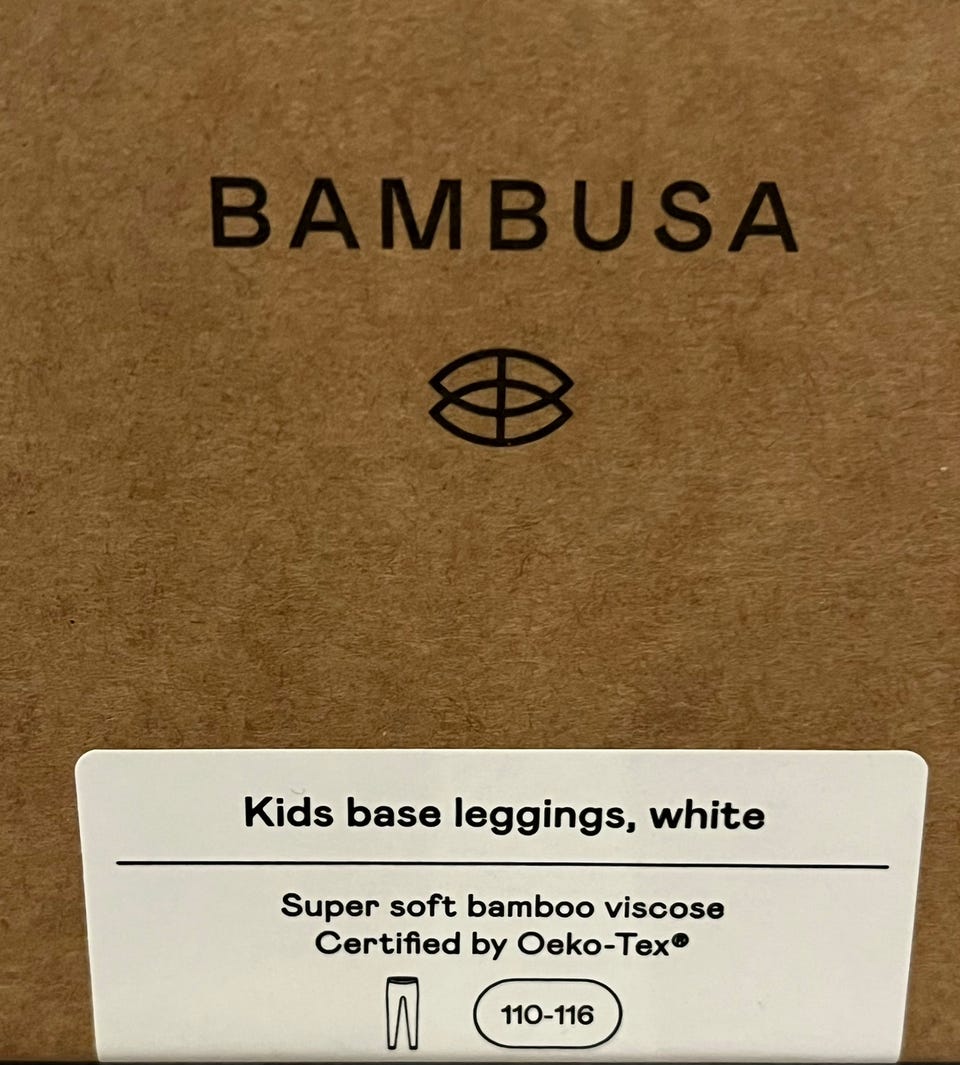 BAMBUSA
Kids base leggings, white
Super soft bamboo viscose
Certified by Oeko-Tex®
110-116